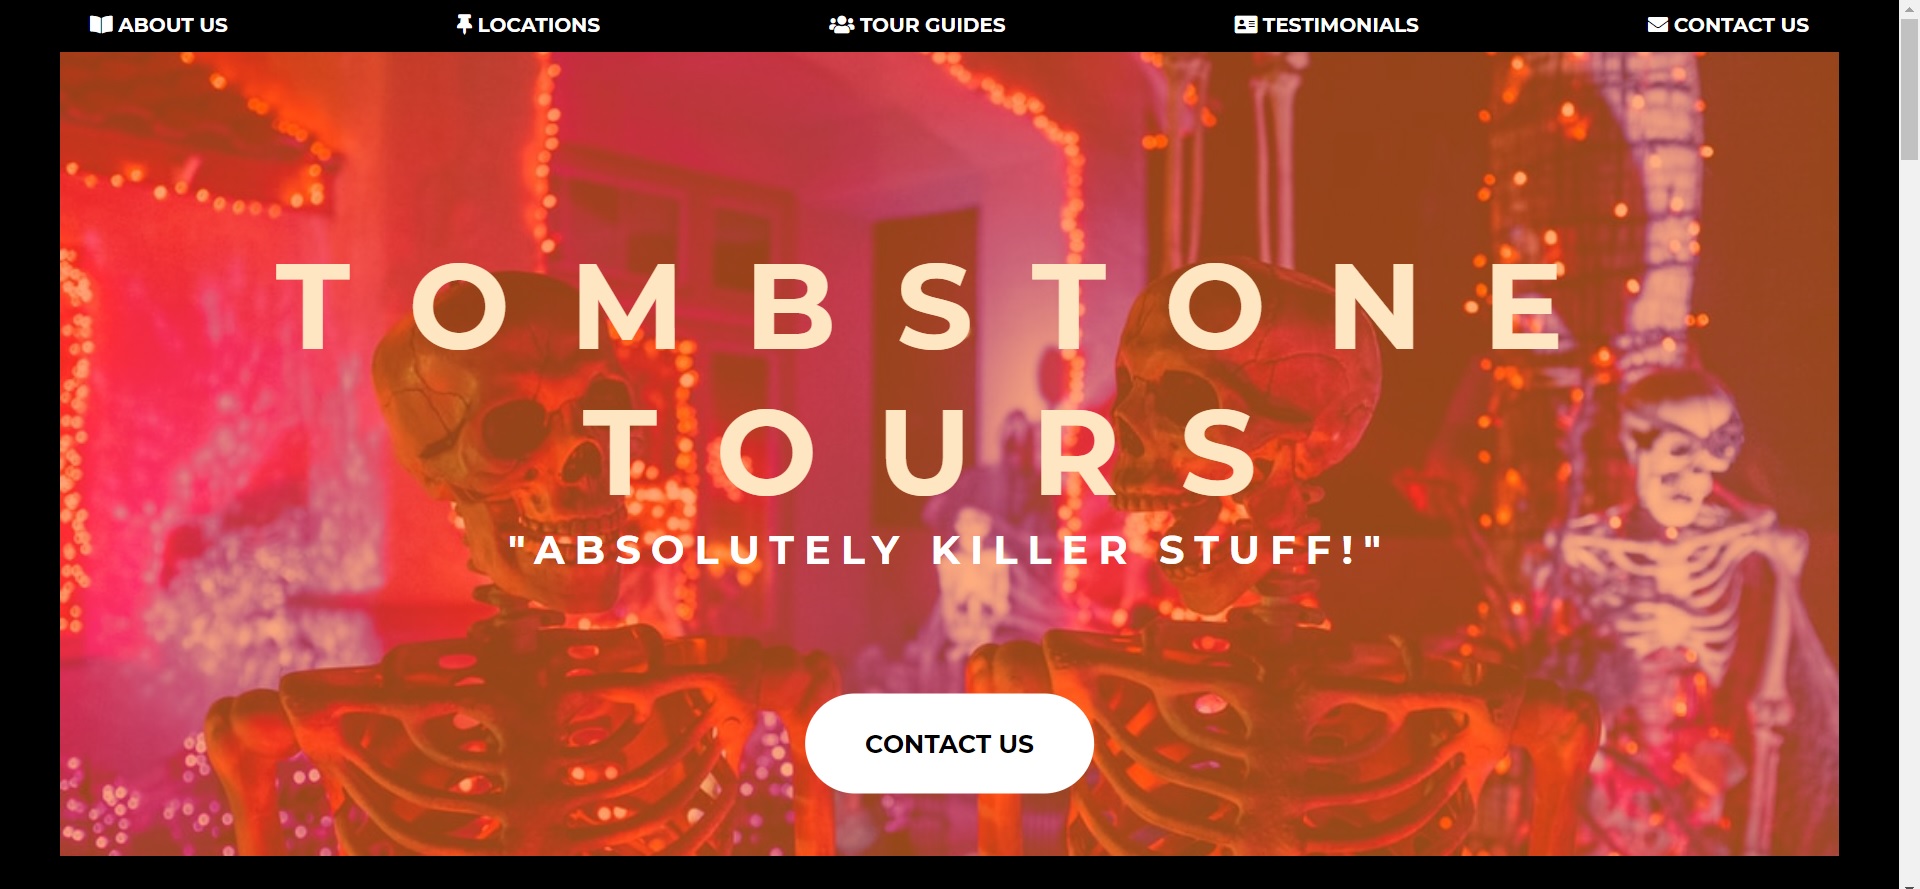 ABOUT US
LOCATIONS
TOUR GUIDES
TESTIMONIALS
CONTACT US
TOMBSTONE
TOURS
"ABSOLUTELY KILLER STUFF!"
CONTACT US